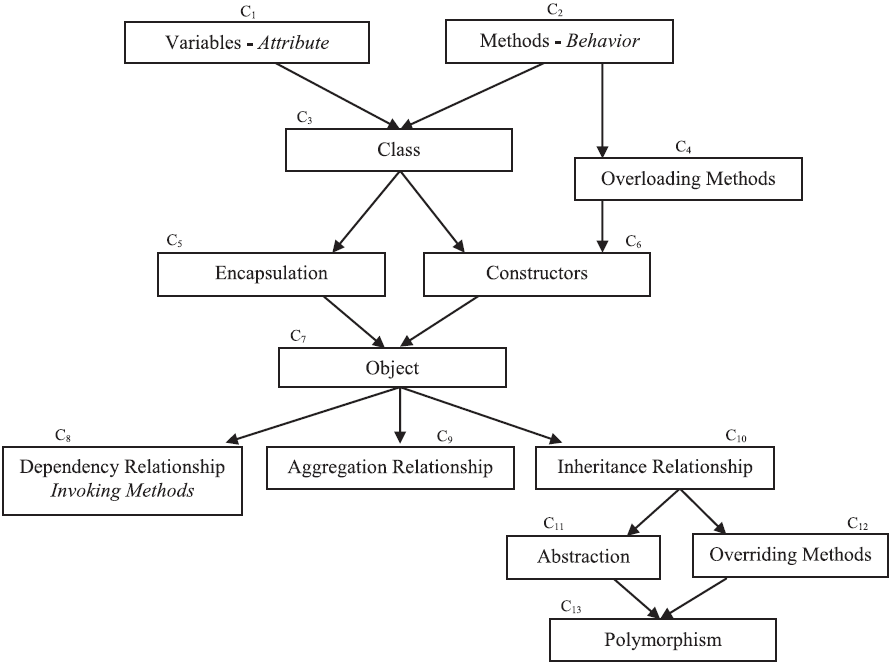 C1
Variables - Attribute
C2
Methods - Behavior
C3
Class
C4
Overloading Methods
C5
Encapsulation
C6
Constructors
C7
Object
C8
Dependency Relationship
Invoking Methods
C9
Aggregation Relationship
C10
Inheritance Relationship
C11
Abstraction
C12
Overriding Methods
C13
Polymorphism